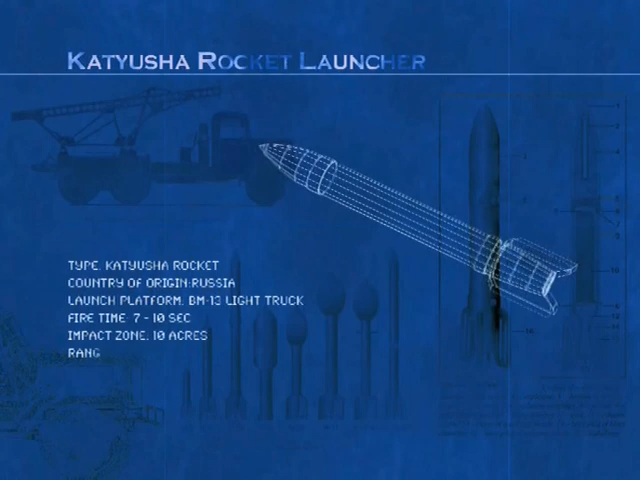 Katyusha Rocket Launcher
TYPE: KATYUSHA ROCKET
COUNTRY OF ORIGIN:RUSSIA
LAUNCH PLATFORM: BM-13 LIGHT TRUCK
FIRE TIME: 7 - 10 SEC
IMPACT ZONE: 10 ACRES
RANG